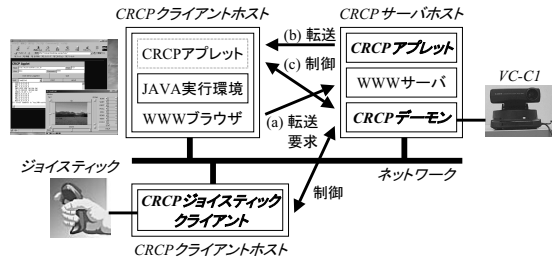 CRCPクライアントホスト
CRCPサーバホスト
CRCPアプレット
JAVA実行環境
WWWブラウザ
(b) 転送
(c) 制御
(a) 転送
要求
CRCPアプレット
WWWサーバ
CRCPデーモン
VC-C1
ジョイスティック
制御
ネットワーク
CRCPジョイスティック
クライアント
CRCPクライアントホスト